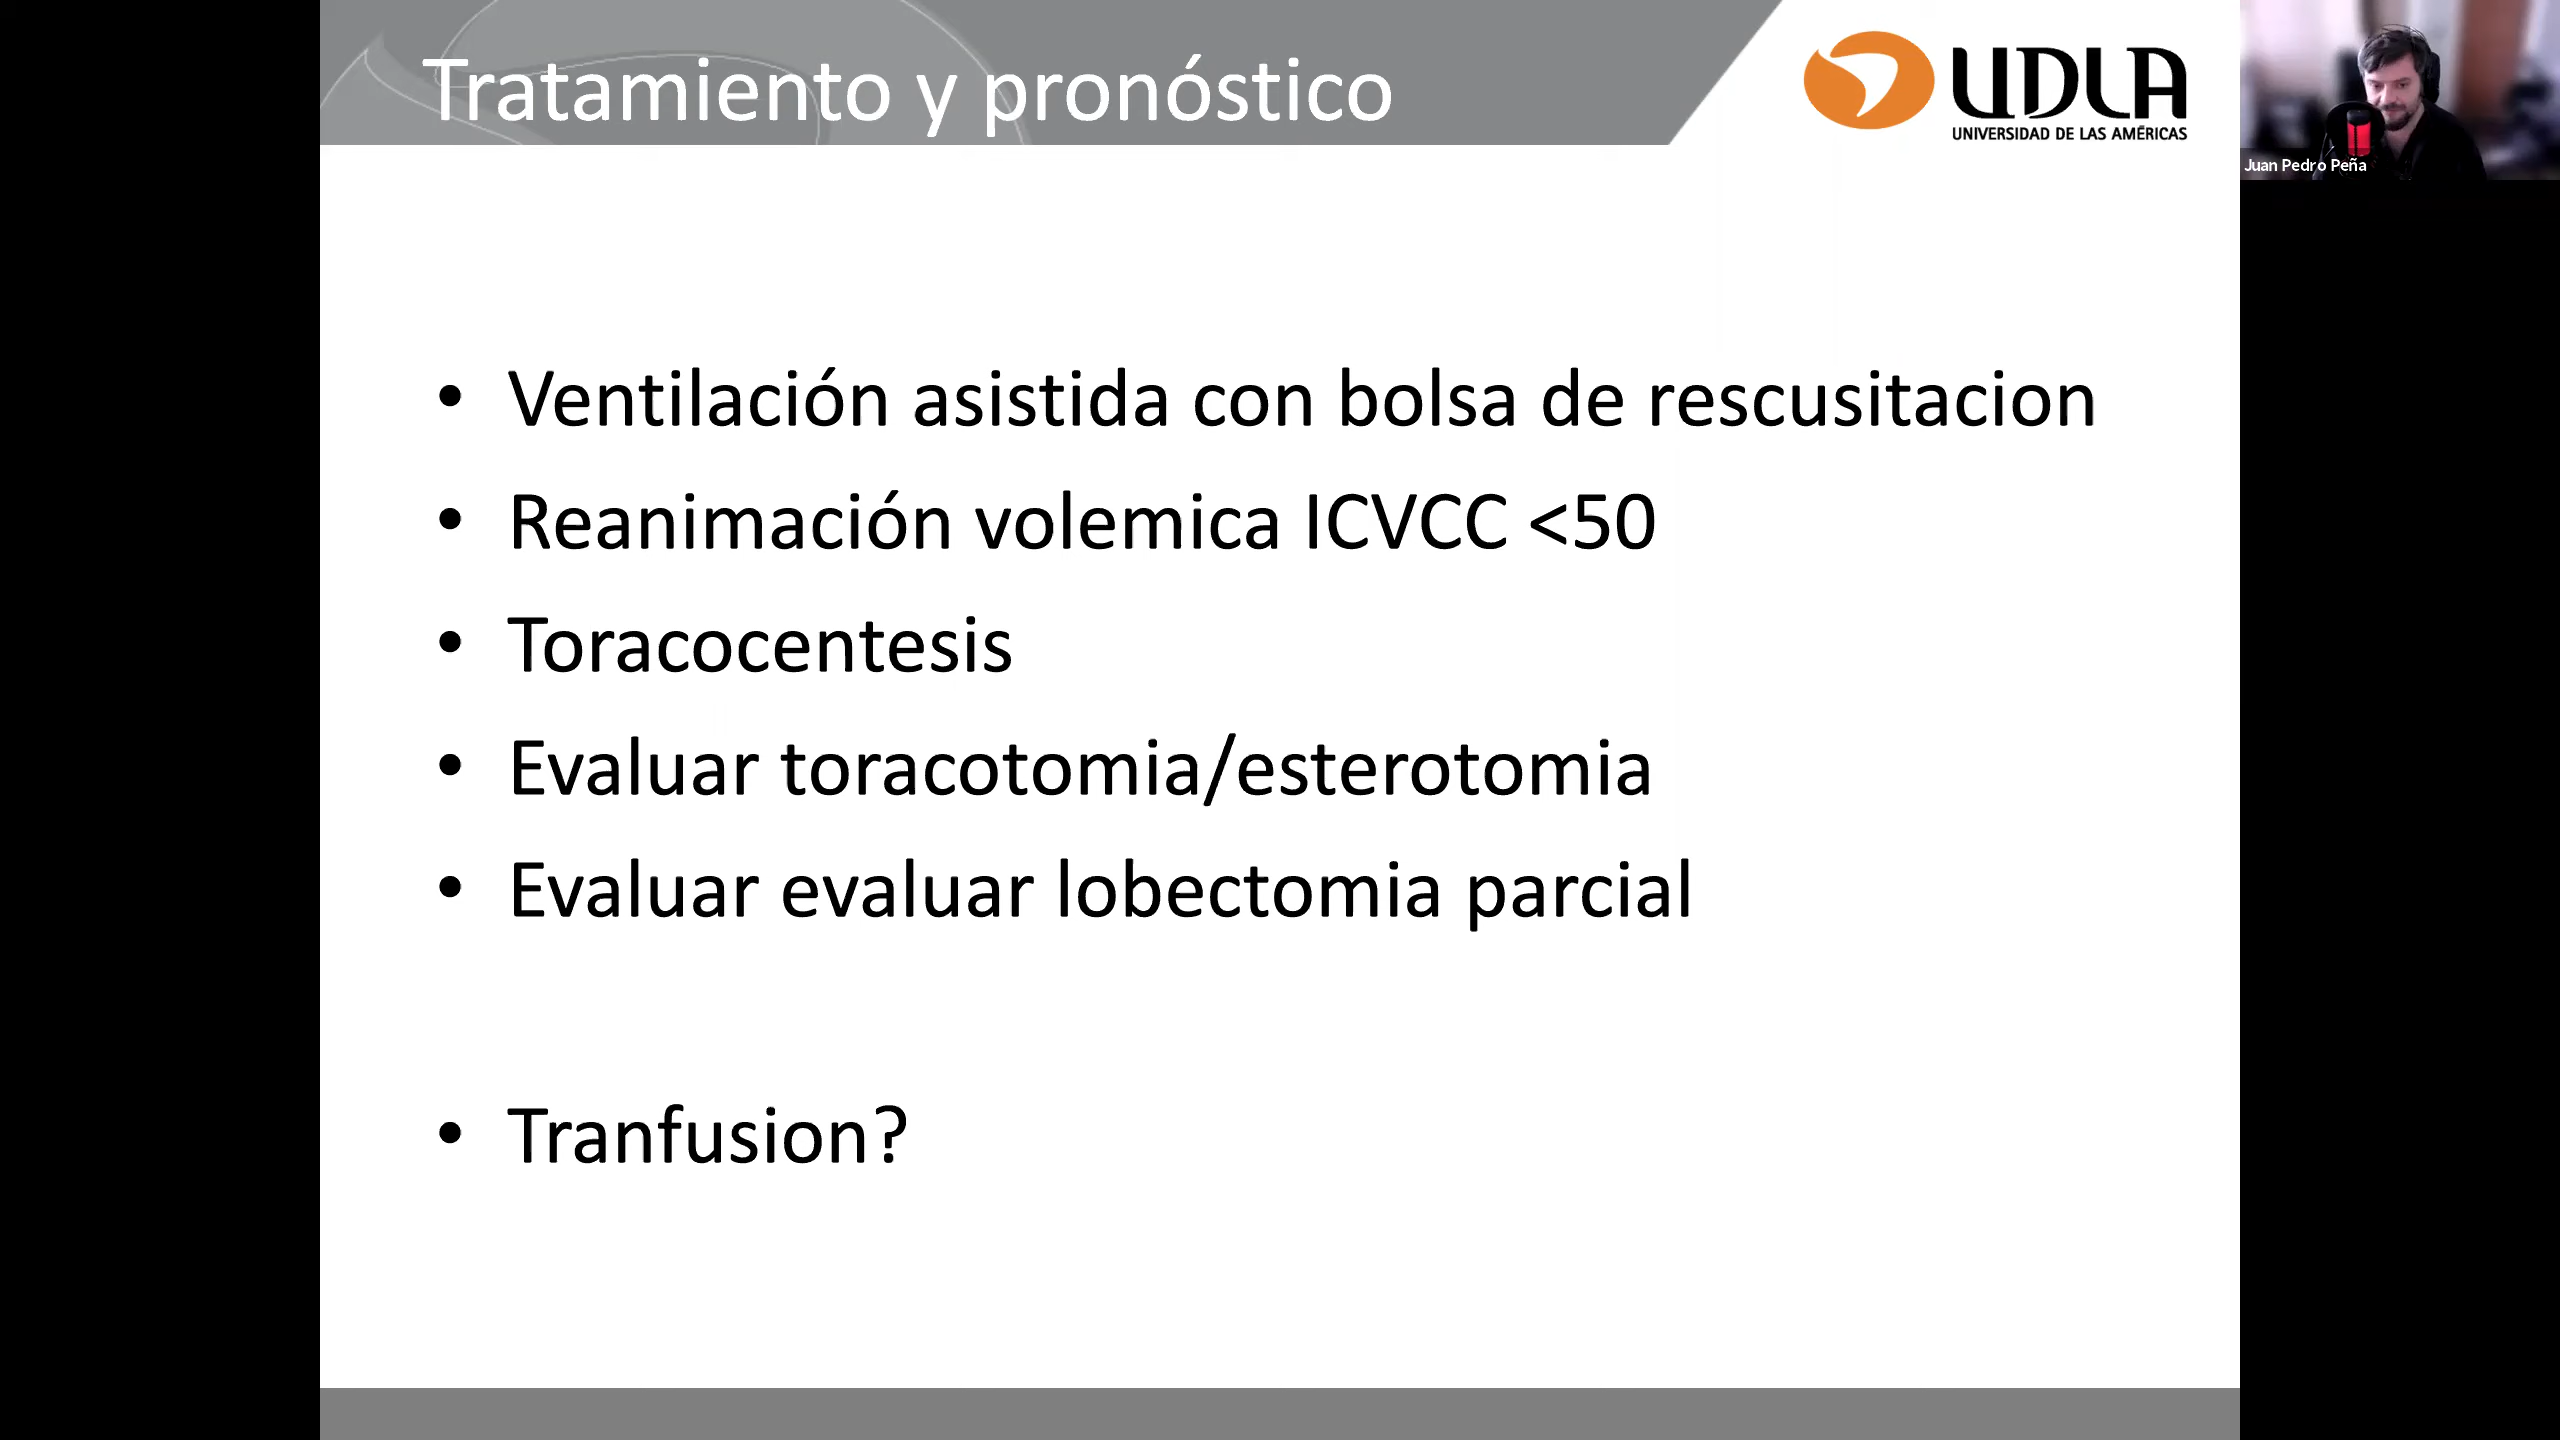 Tratamiento y pronóstico
UDLA
UNIVERSIDAD DE LAS AMÉRICAS
Juan Pedro Peña
• Ventilación asistida con bolsa de rescusitacion
• Reanimación volemica ICVCC <50
• Toracocentesis
• Evaluar toracotomia/esterotomia
• Evaluar evaluar lobectomia parcial
• Tranfusion?